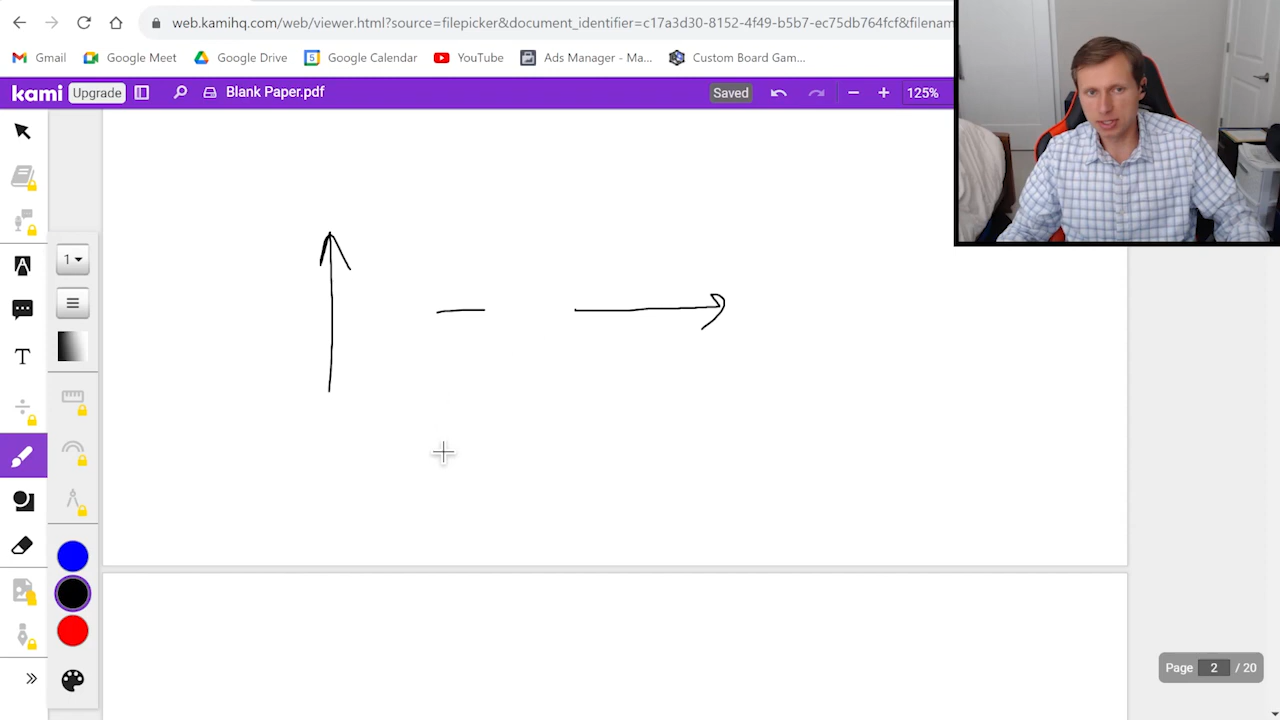 web.kamihq.com/web/viewer.html?source=filepicker&document_identifier=c17a3d30-8152-4f49-b5b7-ec75db764fcf&filenam
Gmail Google Meet Google Drive 5 Google Calendar YouTube Ads Manager - Ma... Custom Board Gam...
kami Upgrade Blank Paper.pdf Saved 125%
1
T
Page 2 / 20